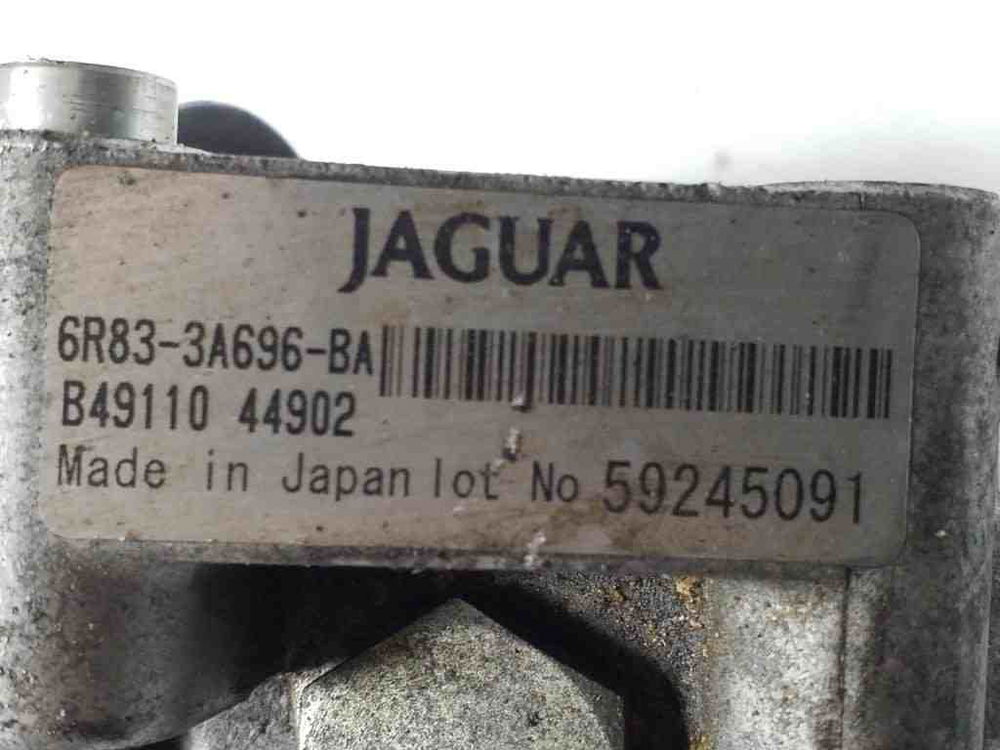 JAGUAR
6R83-3A696-BA
B49110 44902
Made in Japan lot No 59245091